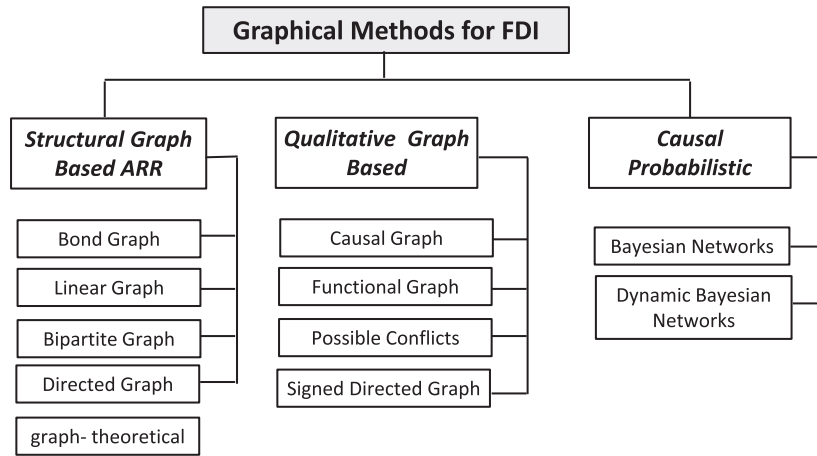 Graphical Methods for FDI
Structural Graph
Based ARR
Bond Graph
Linear Graph
Bipartite Graph
Directed Graph
graph- theoretical
Qualitative Graph
Based
Causal Graph
Functional Graph
Possible Conflicts
Signed Directed Graph
Causal
Probabilistic
Bayesian Networks
Dynamic Bayesian
Networks